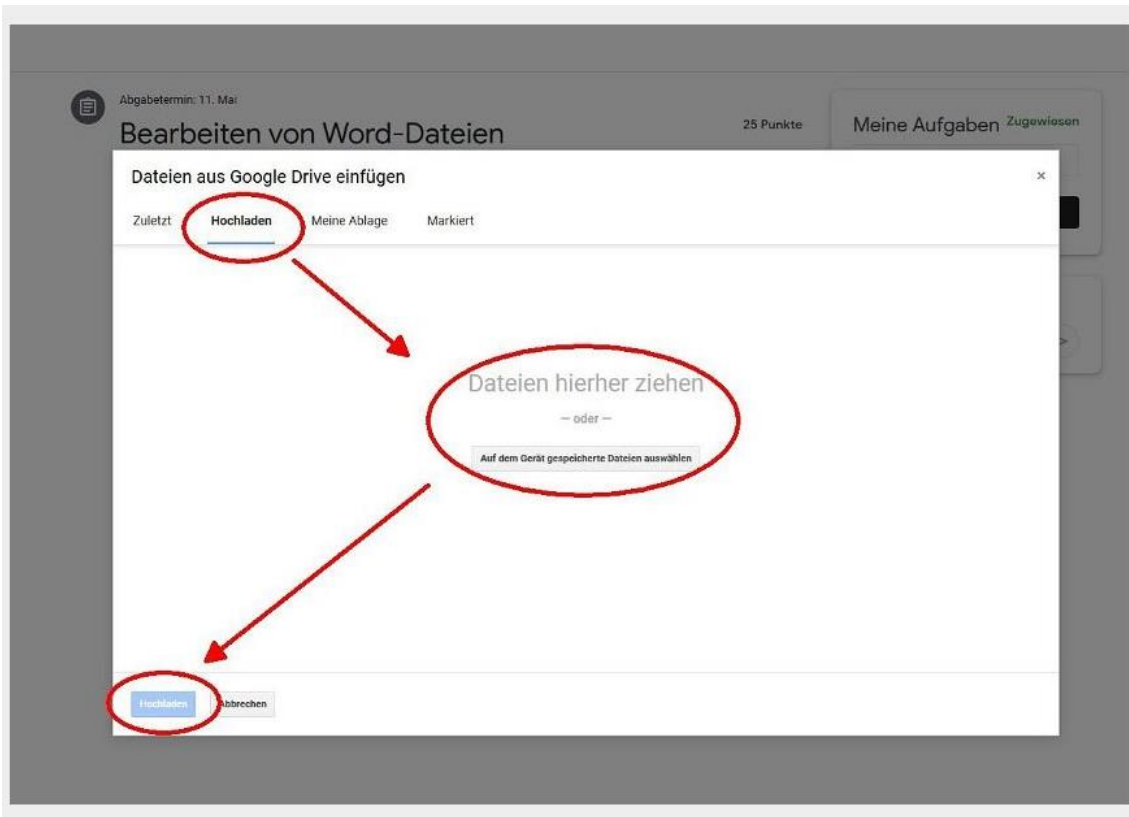 Abgabetermin: 11. Mai
Bearbeiten von Word-Dateien
25 Punkte
Meine Aufgaben Zugewiesen
Dateien aus Google Drive einfügen
×
Zuletzt Hochladen Meine Ablage Markiert
Dateien hierher ziehen
— oder —
Auf dem Gerät gespeicherte Dateien auswählen
Hochladen Abbrechen